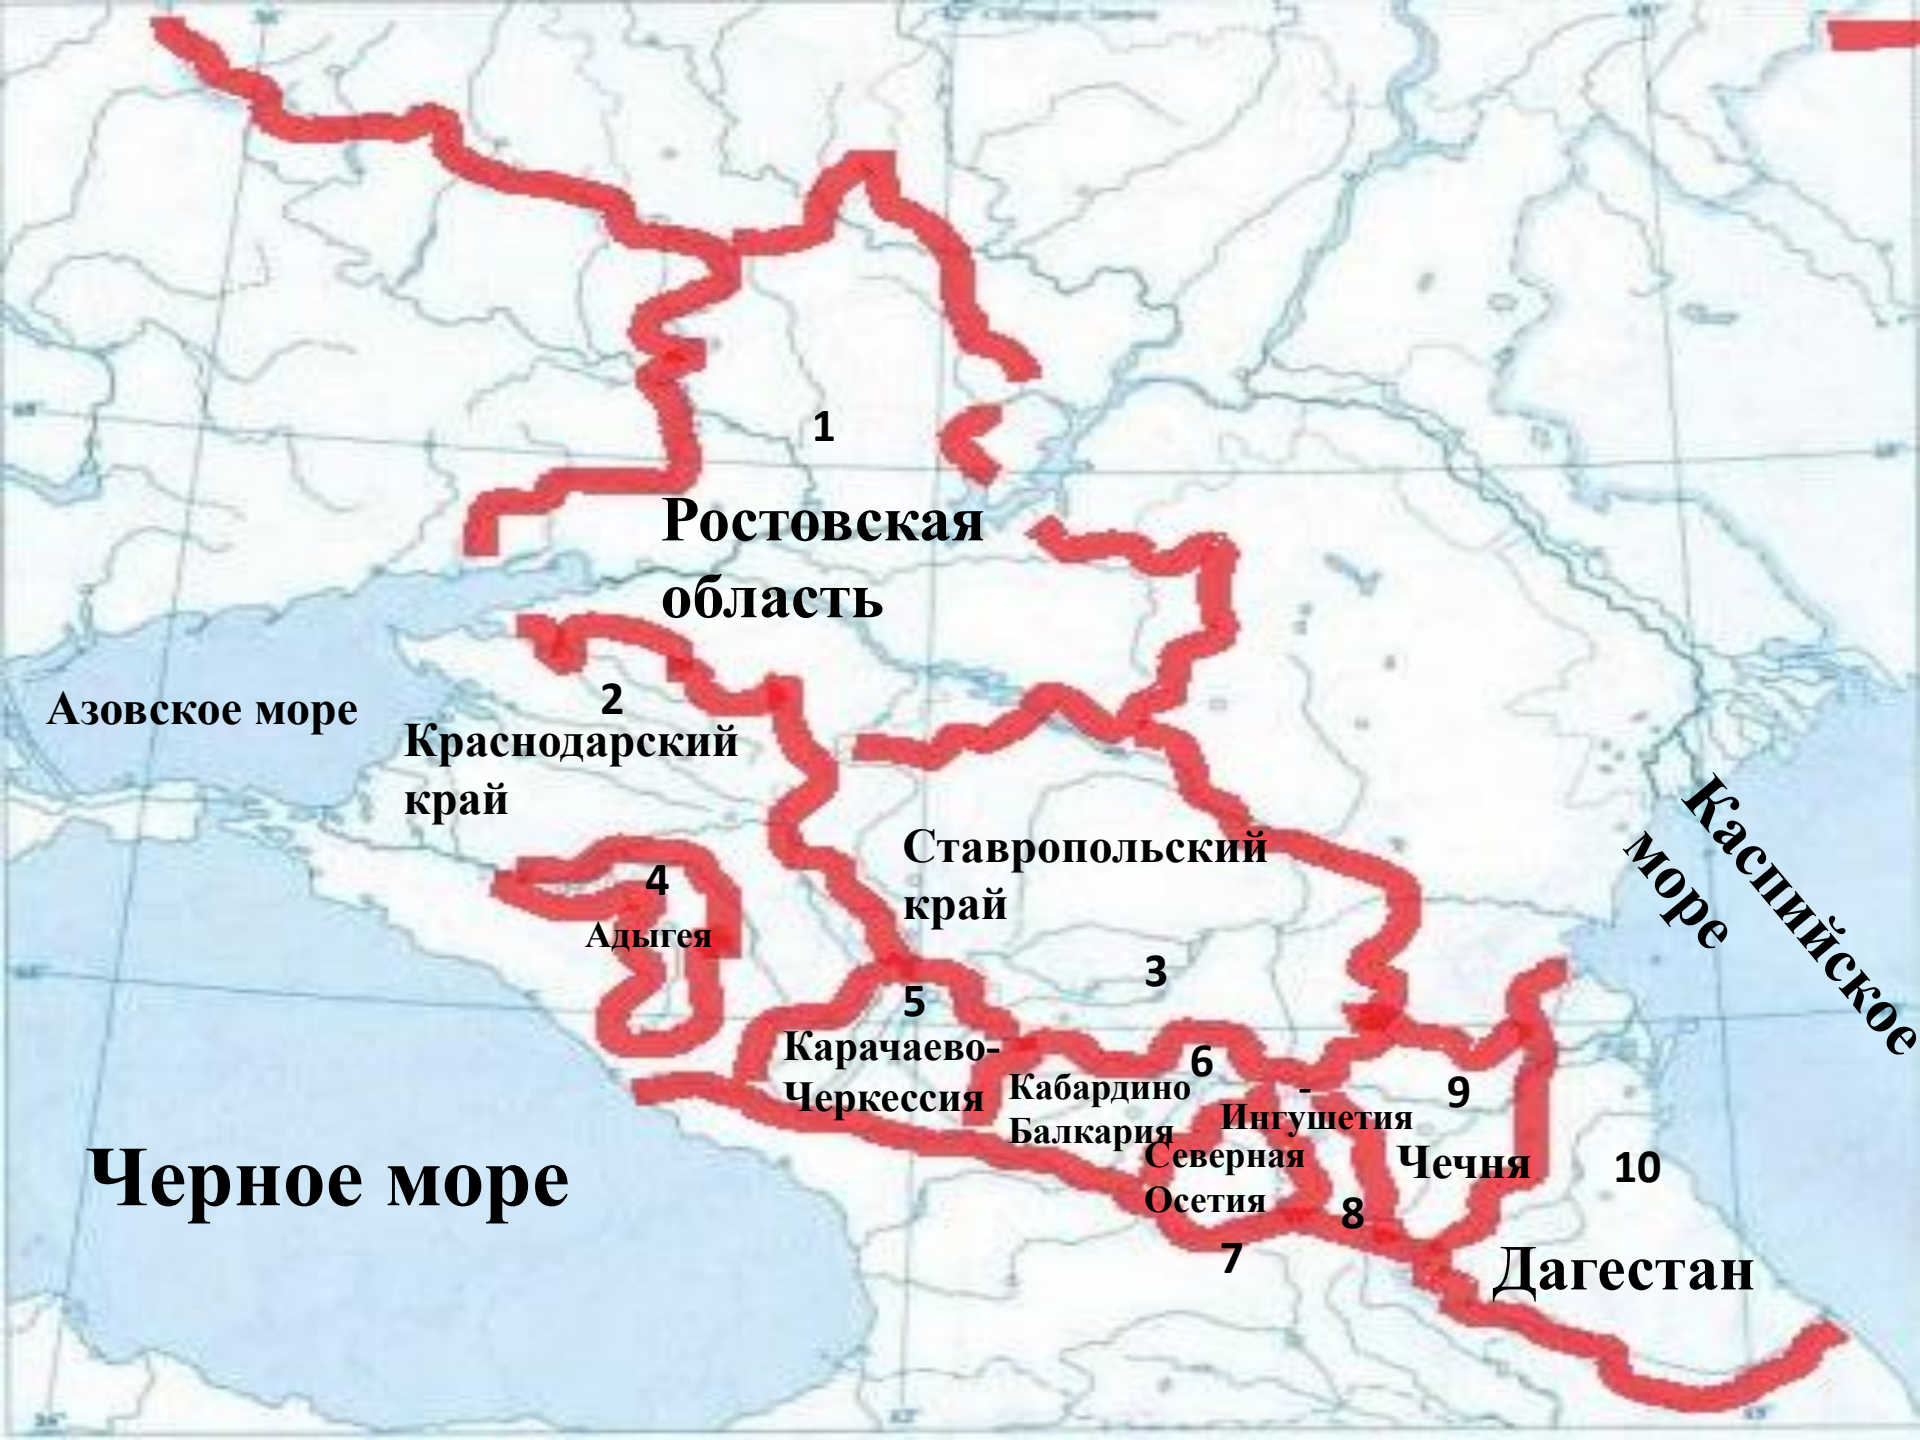 1
Ростовская
область
Азовское море
2
Краснодарский
край
Каспийское
море
Ставропольский
край
4
Адыгея
3
5
Карачаево-
Черкессия
6
Кабардино
-
Балкария
Ингушетия
9
Северная
Осетия
Чечня
10
Черное море
8
7
Дагестан